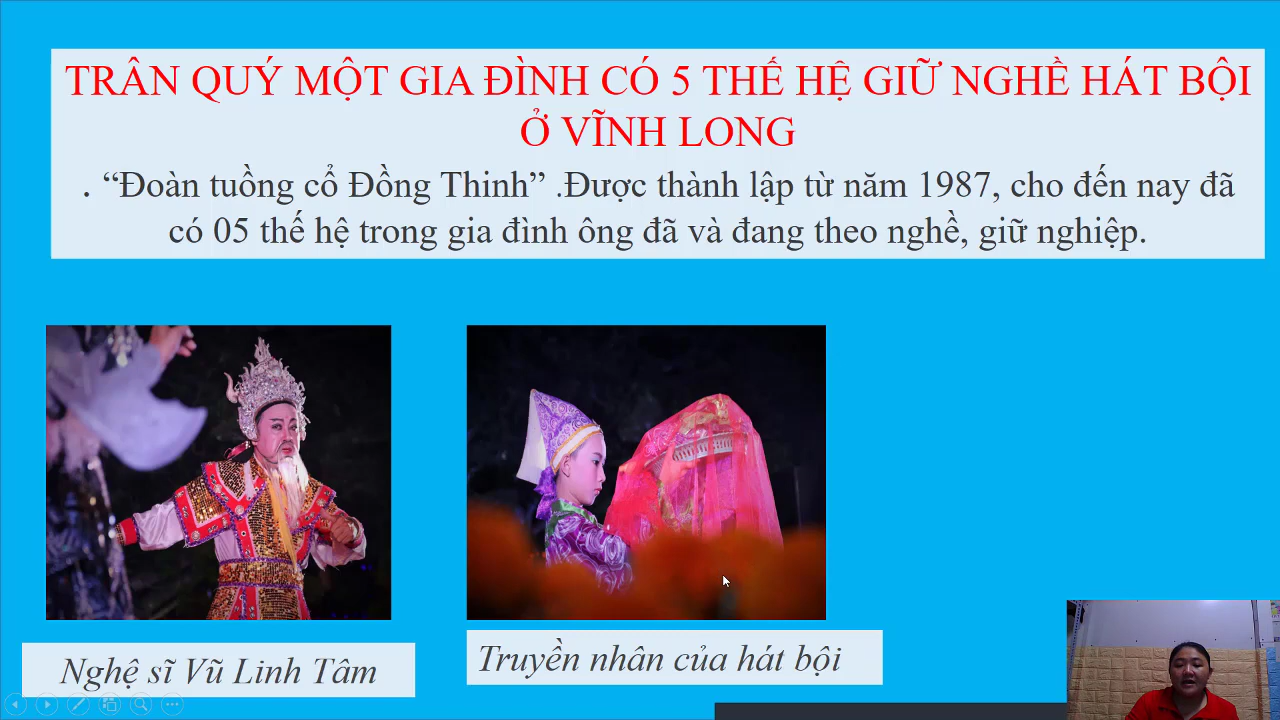 TRÂN QUÝ MỘT GIA ĐÌNH CÓ 5 THẾ HỆ GIỮ NGHỀ HÁT BỘI
Ở VĨNH LONG
. “Đoàn tuồng cổ Đồng Thinh” .Được thành lập từ năm 1987, cho đến nay đã
có 05 thế hệ trong gia đình ông đã và đang theo nghề, giữ nghiệp.
Nghệ sĩ Vũ Linh Tâm
Truyền nhân của hát bội